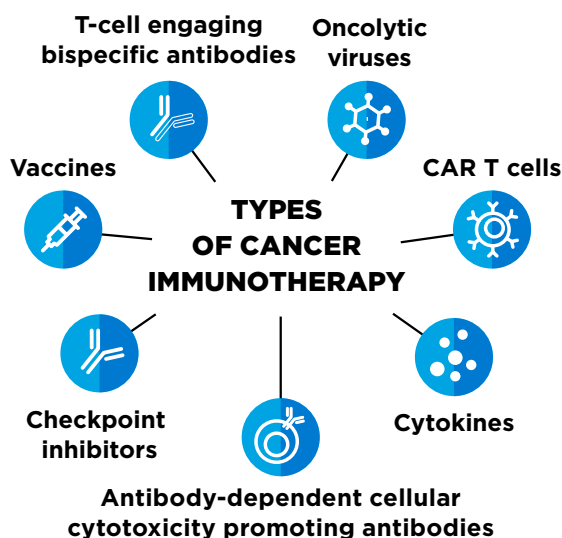 T-cell engaging
bispecific antibodies
Oncolytic
viruses
Vaccines
CAR T cells
TYPES
OF CANCER
IMMUNOTHERAPY
Checkpoint
inhibitors
Cytokines
Antibody-dependent cellular
cytotoxicity promoting antibodies